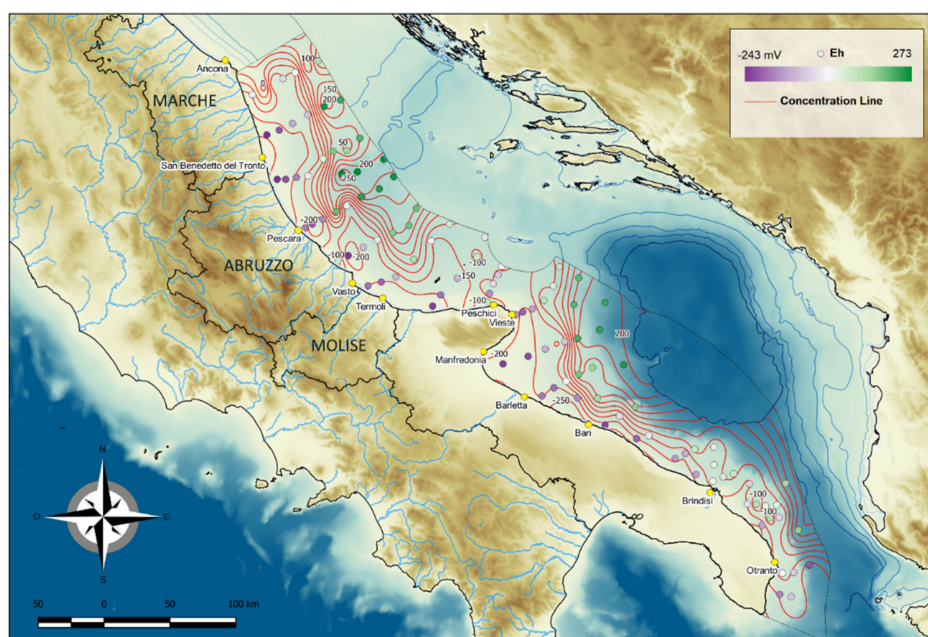 -243 mV Eh 273
Concentration Line
Ancona
100
MARCHE
0
150
200
50
San Benedetto del Tronto
200
-250
-200
Pescara
ABRUZZO
-100
-200
-100
-150
Vasto
Termoli
-100
Peschici
Vieste
MOLISE
200
Manfredonia
-200
Barletta
-250
Bari
Brindisi
-100
100
Otranto
N
O E
S
50 0 50 100 km